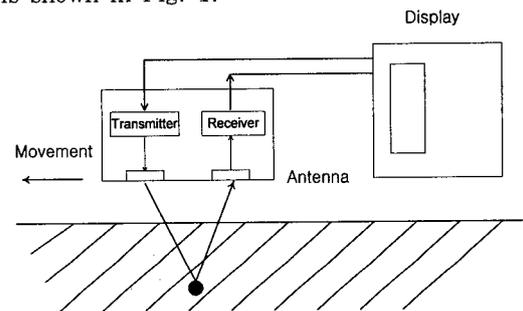 is shown in Fig. 1.
Display
Transmitter
Receiver
Movement
Antenna